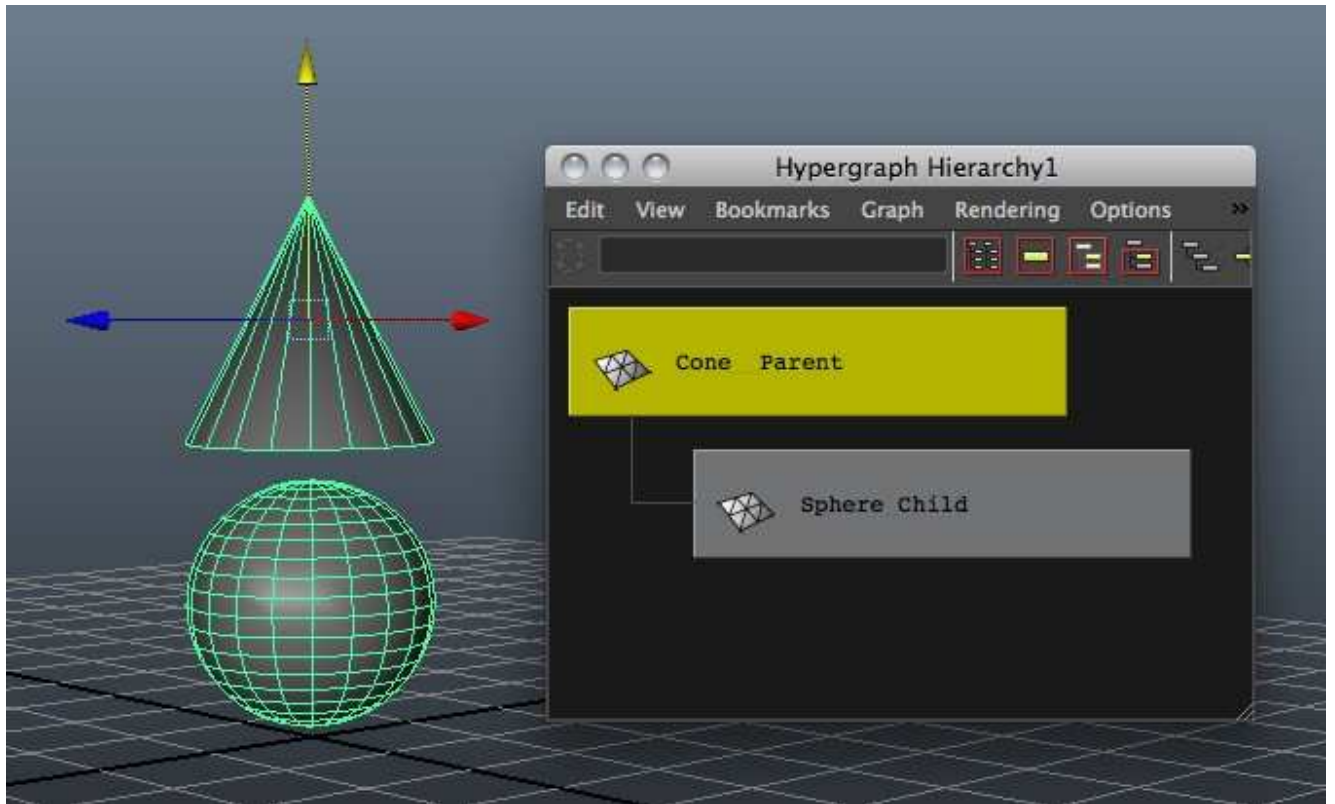 Hypergraph Hierarchy1
Edit View Bookmarks Graph Rendering Options »
Cone Parent
Sphere Child